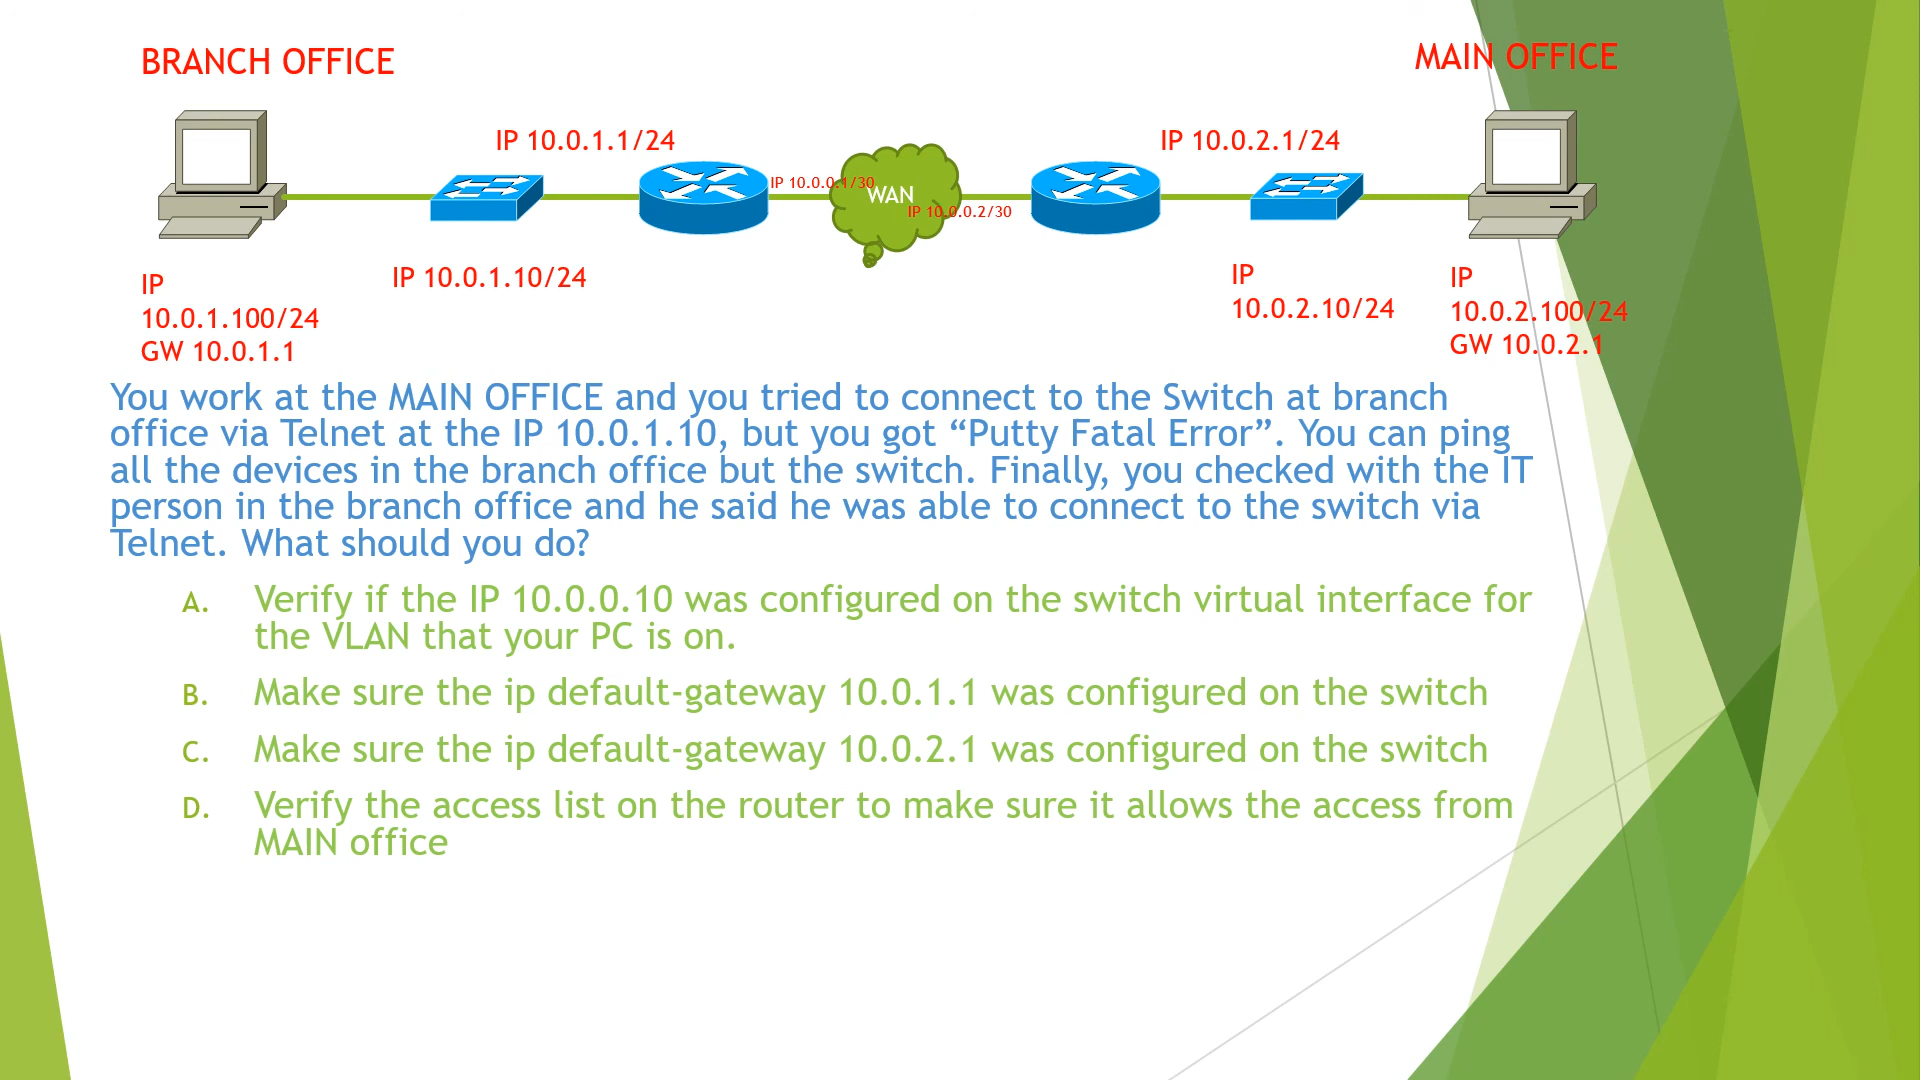 BRANCH OFFICE
MAIN OFFICE
IP 10.0.1.1/24
IP 10.0.2.1/24
IP 10.0.0.1/30
WAN
IP 10.0.0.2/30
IP 10.0.1.10/24
IP
10.0.1.100/24
GW 10.0.1.1
IP
10.0.2.10/24
IP
10.0.2.100/24
GW 10.0.2.1
You work at the MAIN OFFICE and you tried to connect to the Switch at branch
office via Telnet at the IP 10.0.1.10, but you got “Putty Fatal Error”. You can ping
all the devices in the branch office but the switch. Finally, you checked with the IT
person in the branch office and he said he was able to connect to the switch via
Telnet. What should you do?
A. Verify if the IP 10.0.0.10 was configured on the switch virtual interface for
the VLAN that your PC is on.
B. Make sure the ip default-gateway 10.0.1.1 was configured on the switch
C. Make sure the ip default-gateway 10.0.2.1 was configured on the switch
D. Verify the access list on the router to make sure it allows the access from
MAIN office